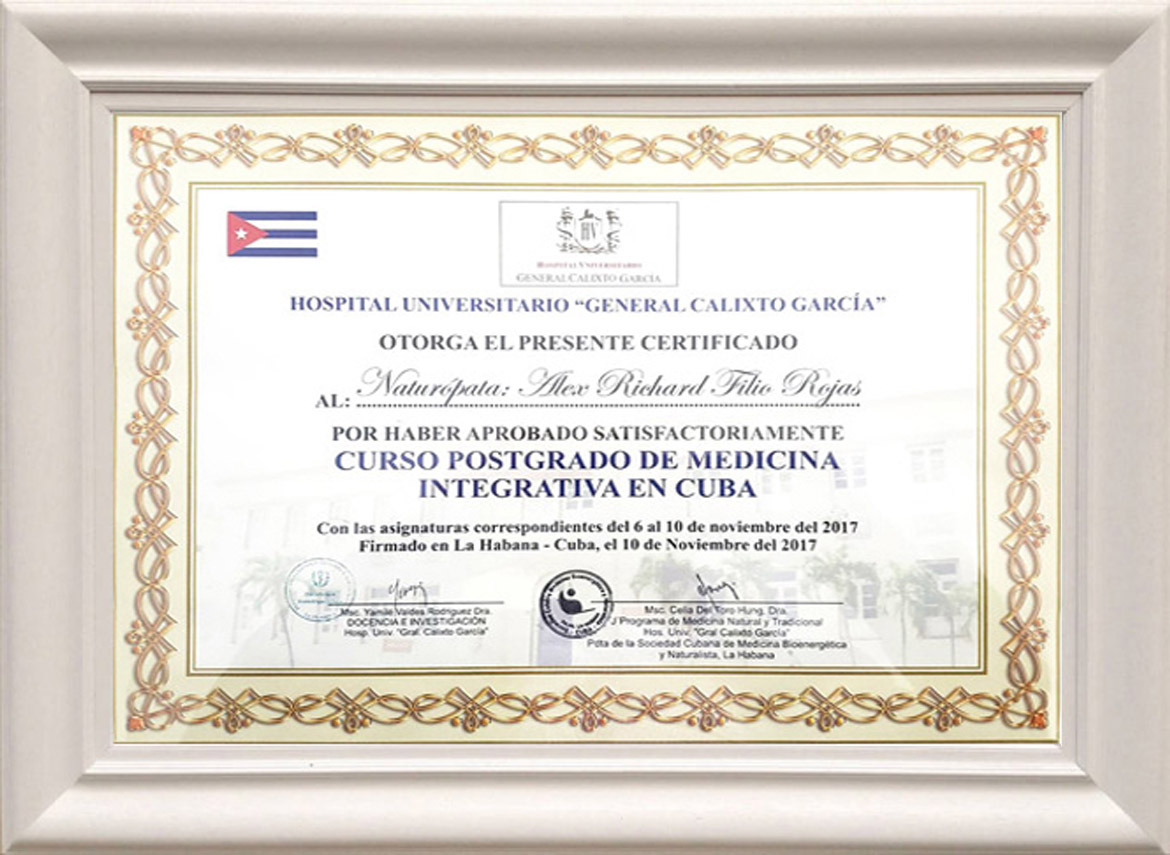 HV
HOSPITAL UNIVERSITARIO
GENERAL CALIXTO GARCIA
HOSPITAL UNIVERSITARIO “GENERAL CALIXTO GARCÍA”
OTORGA EL PRESENTE CERTIFICADO
AL: Naturópata: Alex Richard Filio Rojas
POR HABER APROBADO SATISFACTORIAMENTE
CURSO POSTGRADO DE MEDICINA
INTEGRATIVA EN CUBA
Con las asignaturas correspondientes del 6 al 10 de noviembre del 2017
Firmado en La Habana - Cuba, el 10 de Noviembre del 2017
Msc. Yamile Valdes Rodriguez Dra.
DOCENCIA E INVESTIGACIÓN
Hosp. Univ. "Gral. Calixto García"
Msc. Celia Del Toro Hung, Dra.
J Programa de Medicina Natural y Tradicional
Hos. Univ. "Gral Calixto García"
Pdta de la Sociedad Cubana de Medicina Bioenergética
y Naturalista, La Habana